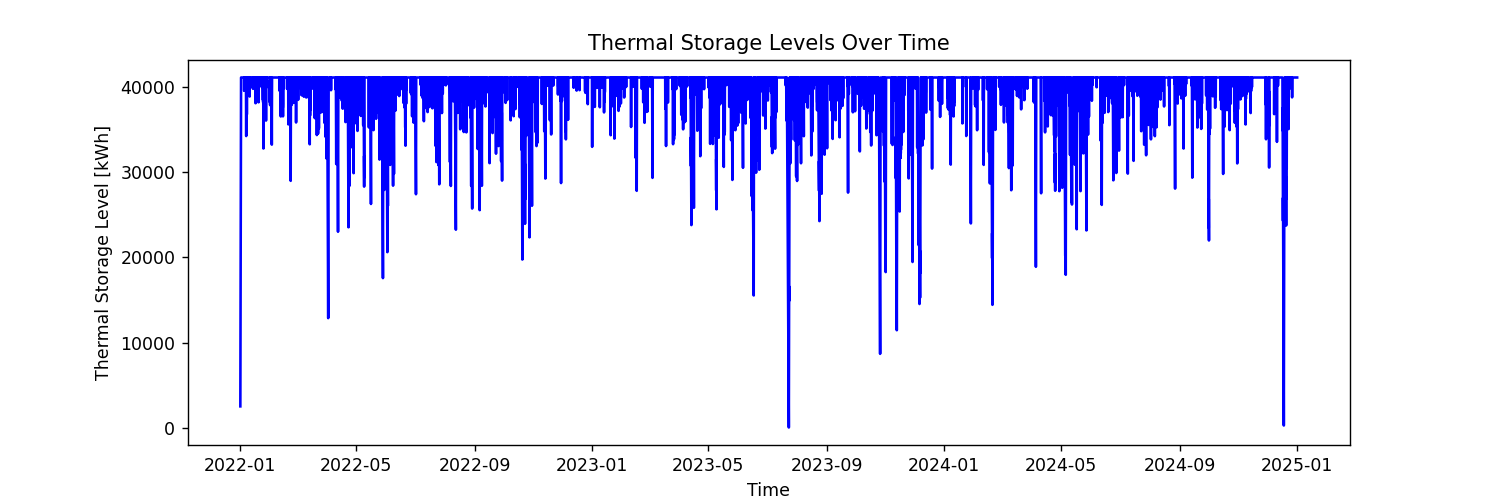 Thermal Storage Levels Over Time
Thermal Storage Level [kWh]
40000
30000
20000
10000
0
2022-01 2022-05 2022-09 2023-01 2023-05 2023-09 2024-01 2024-05 2024-09 2025-01
Time